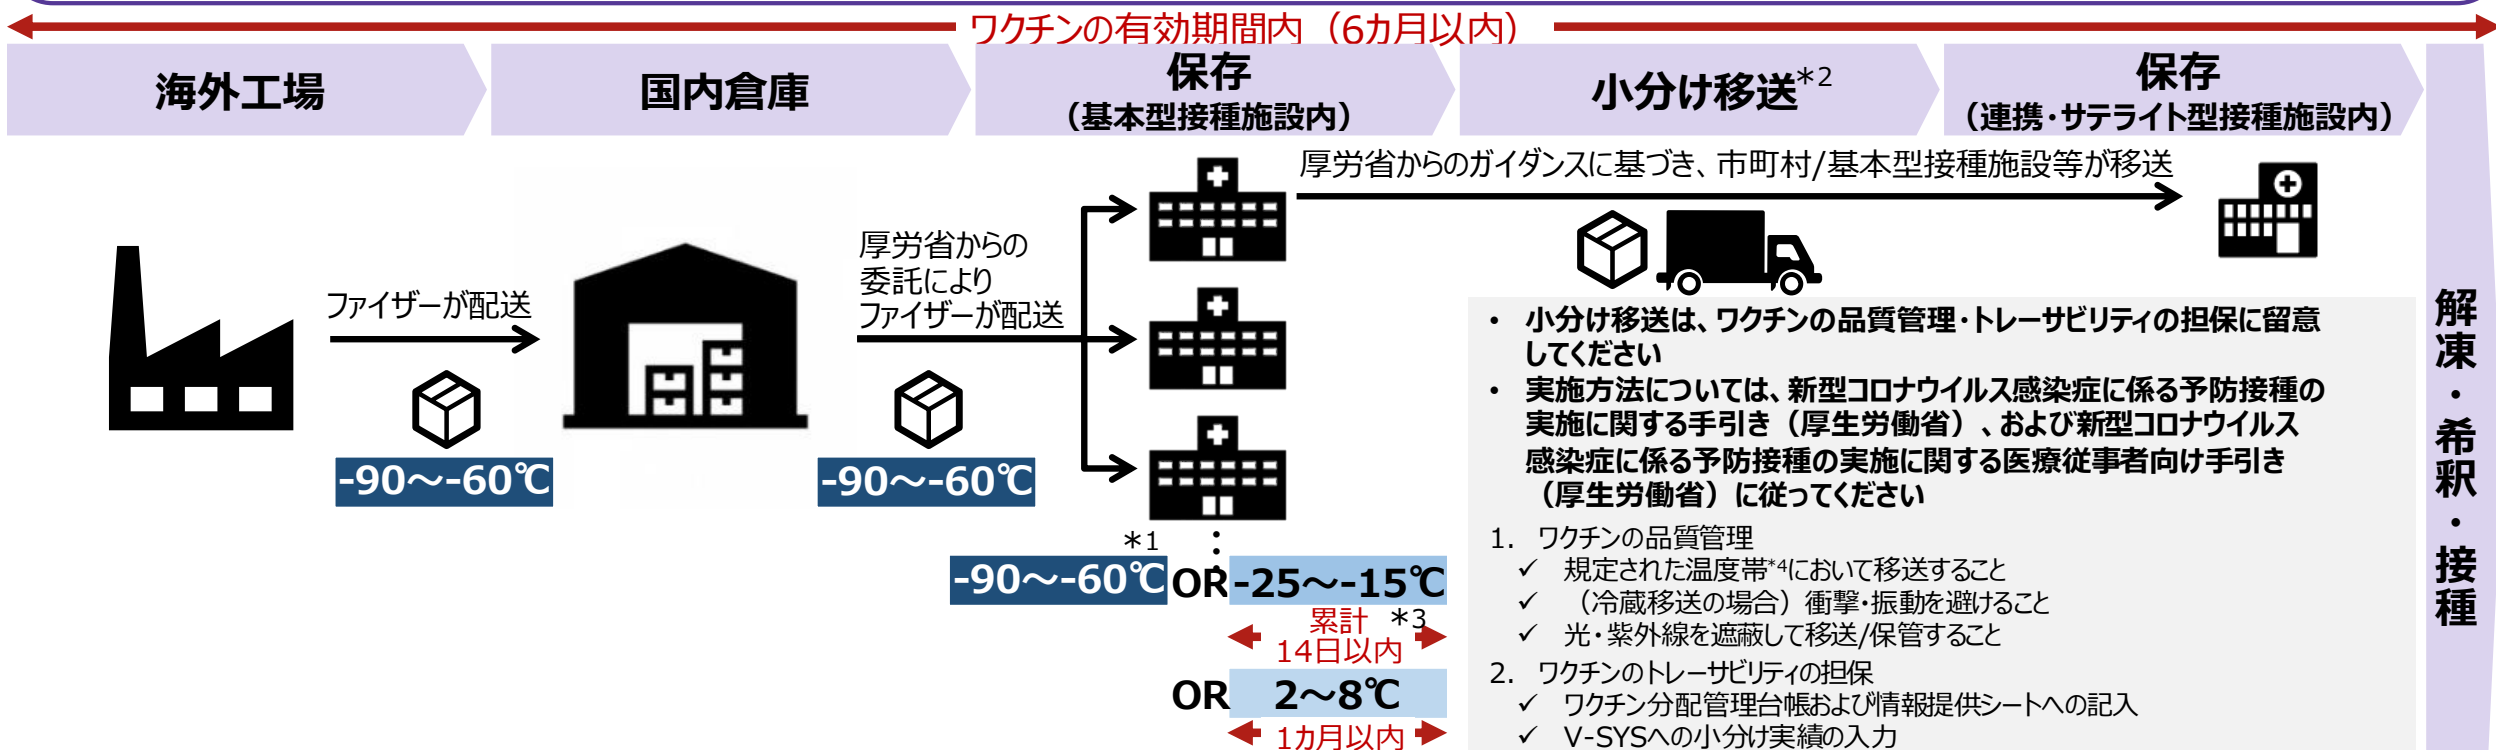 ワクチンの有効期間内（6カ月以内）
海外工場
国内倉庫
保存
（基本型接種施設内）
小分け移送＊2
保存
（連携・サテライト型接種施設内）
厚労省からのガイダンスに基づき、市町村/基本型接種施設等が移送
ファイザーが配送
厚労省からの
委託により
ファイザーが配送
-90～-60℃
-90～-60℃
＊1
-90～-60℃
OR
-25～-15℃
累計 ＊3
14日以内
OR
2～8℃
1カ月以内
• 小分け移送は、ワクチンの品質管理・トレーサビリティの担保に留意
してください
• 実施方法については、新型コロナウイルス感染症に係る予防接種の
実施に関する手引き（厚生労働省）、および新型コロナウイルス
感染症に係る予防接種の実施に関する医療従事者向け手引き
（厚生労働省）に従ってください
1. ワクチンの品質管理
✓ 規定された温度帯*4において移送すること
✓ （冷蔵移送の場合）衝撃・振動を避けること
✓ 光・紫外線を遮蔽して移送/保管すること
2. ワクチンのトレーサビリティの担保
✓ ワクチン分配管理台帳および情報提供シートへの記入
✓ V-SYSへの小分け実績の入力
解凍・希釈・接種